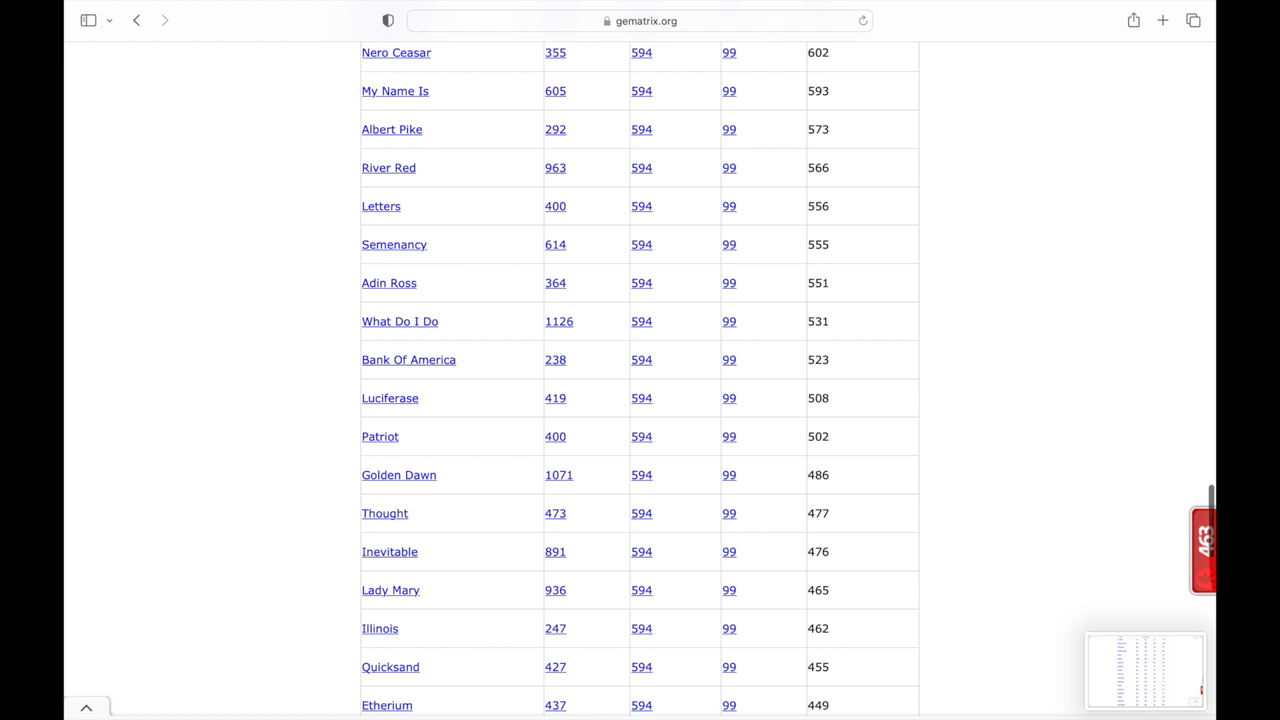 gematrix.org
Nero Ceasar 355 594 99 602
My Name Is 605 594 99 593
Albert Pike 292 594 99 573
River Red 963 594 99 566
Letters 400 594 99 556
Semenancy 614 594 99 555
Adin Ross 364 594 99 551
What Do I Do 1126 594 99 531
Bank Of America 238 594 99 523
Luciferase 419 594 99 508
Patriot 400 594 99 502
Golden Dawn 1071 594 99 486
Thought 473 594 99 477
Inevitable 891 594 99 476
Lady Mary 936 594 99 465
Illinois 247 594 99 462
Quicksand 427 594 99 455
Etherium 437 594 99 449
463